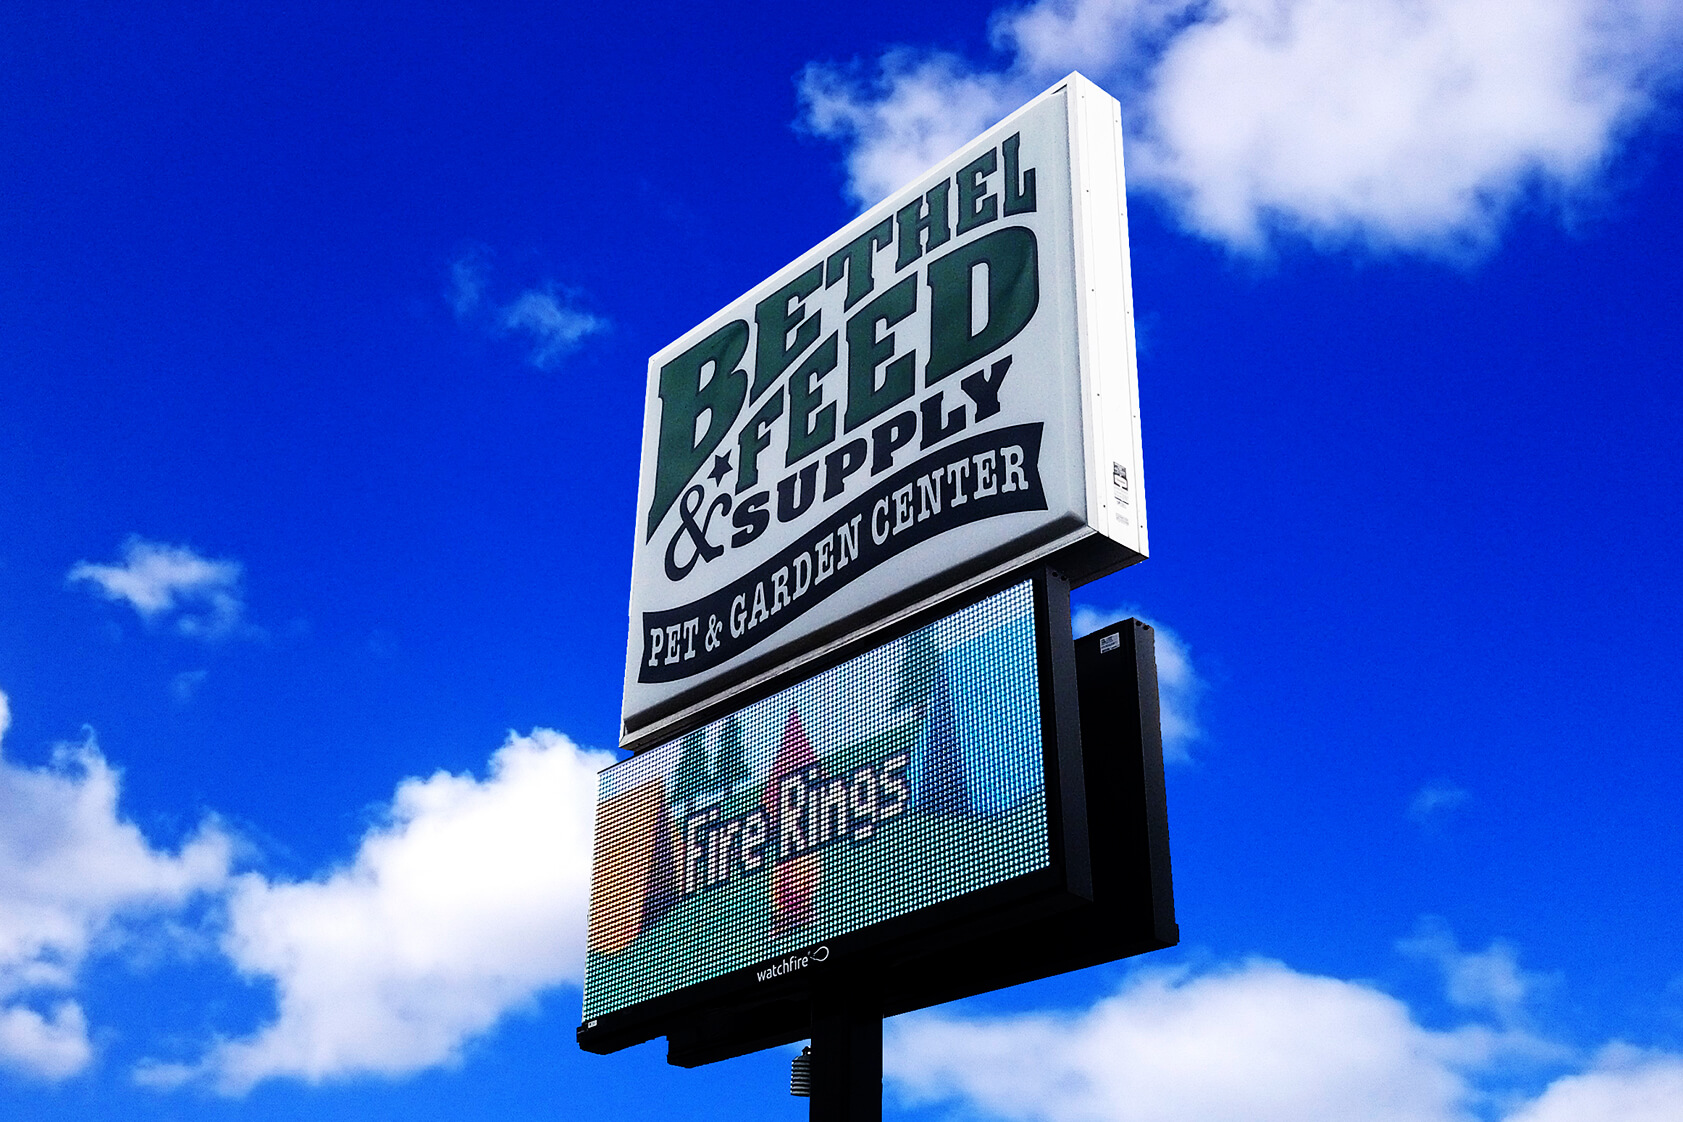 BETHEL
FEED
& SUPPLY
PET & GARDEN CENTER
Fire Rings
watchfire